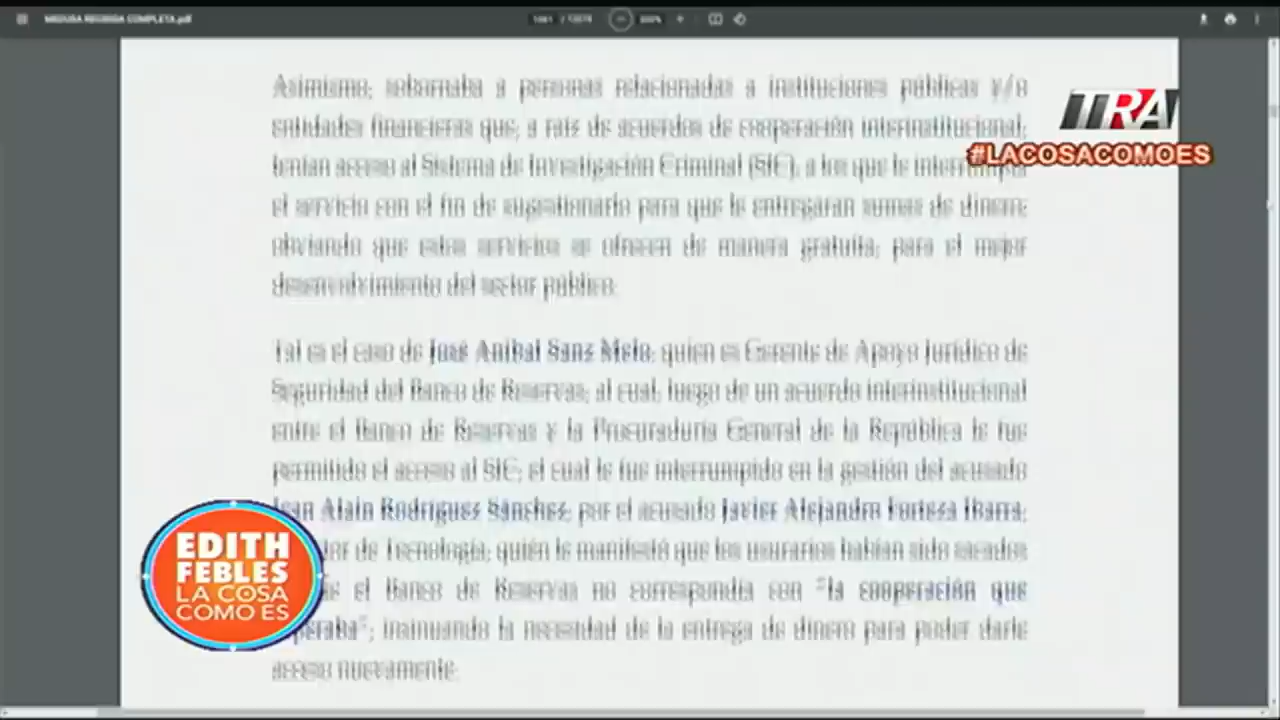 MEDUSA RECIBIDA COMPLETA.pdf
Asimismo, sobornaba a personas relacionadas a instituciones públicas y/o
entidades financieras que, a raíz de acuerdos de cooperación interinstitucional,
tenían acceso al Sistema de Investigación Criminal (SIC), a los que le interrumpía
el servicio con el fin de sugestionarlo para que le entregaran sumas de dinero,
obviando que estos servicios se ofrecen de manera gratuita, para el mejor
desenvolvimiento del sector público.
Tal es el caso de José Aníbal Sanz Melo, quien es Gerente de Apoyo Jurídico de
Seguridad del Banco de Reservas, al cual, luego de un acuerdo interinstitucional
entre el Banco de Reservas y la Procuraduría General de la República le fue
permitido el acceso al SIC, el cual le fue interrumpido en la gestión del acusado
Jean Alain Rodríguez Sánchez, por el acusado Javier Alejandro Forteza Ibarra,
de Tecnología, quién le manifestó que los usuarios habían sido sacados
el Banco de Reservas no correspondía con "la cooperación que
esperaba", insinuando la necesidad de la entrega de dinero para poder darle
acceso nuevamente.
TRA
#LACOSACOMOES
EDITH
FEBLES
LA COSA
COMO ES